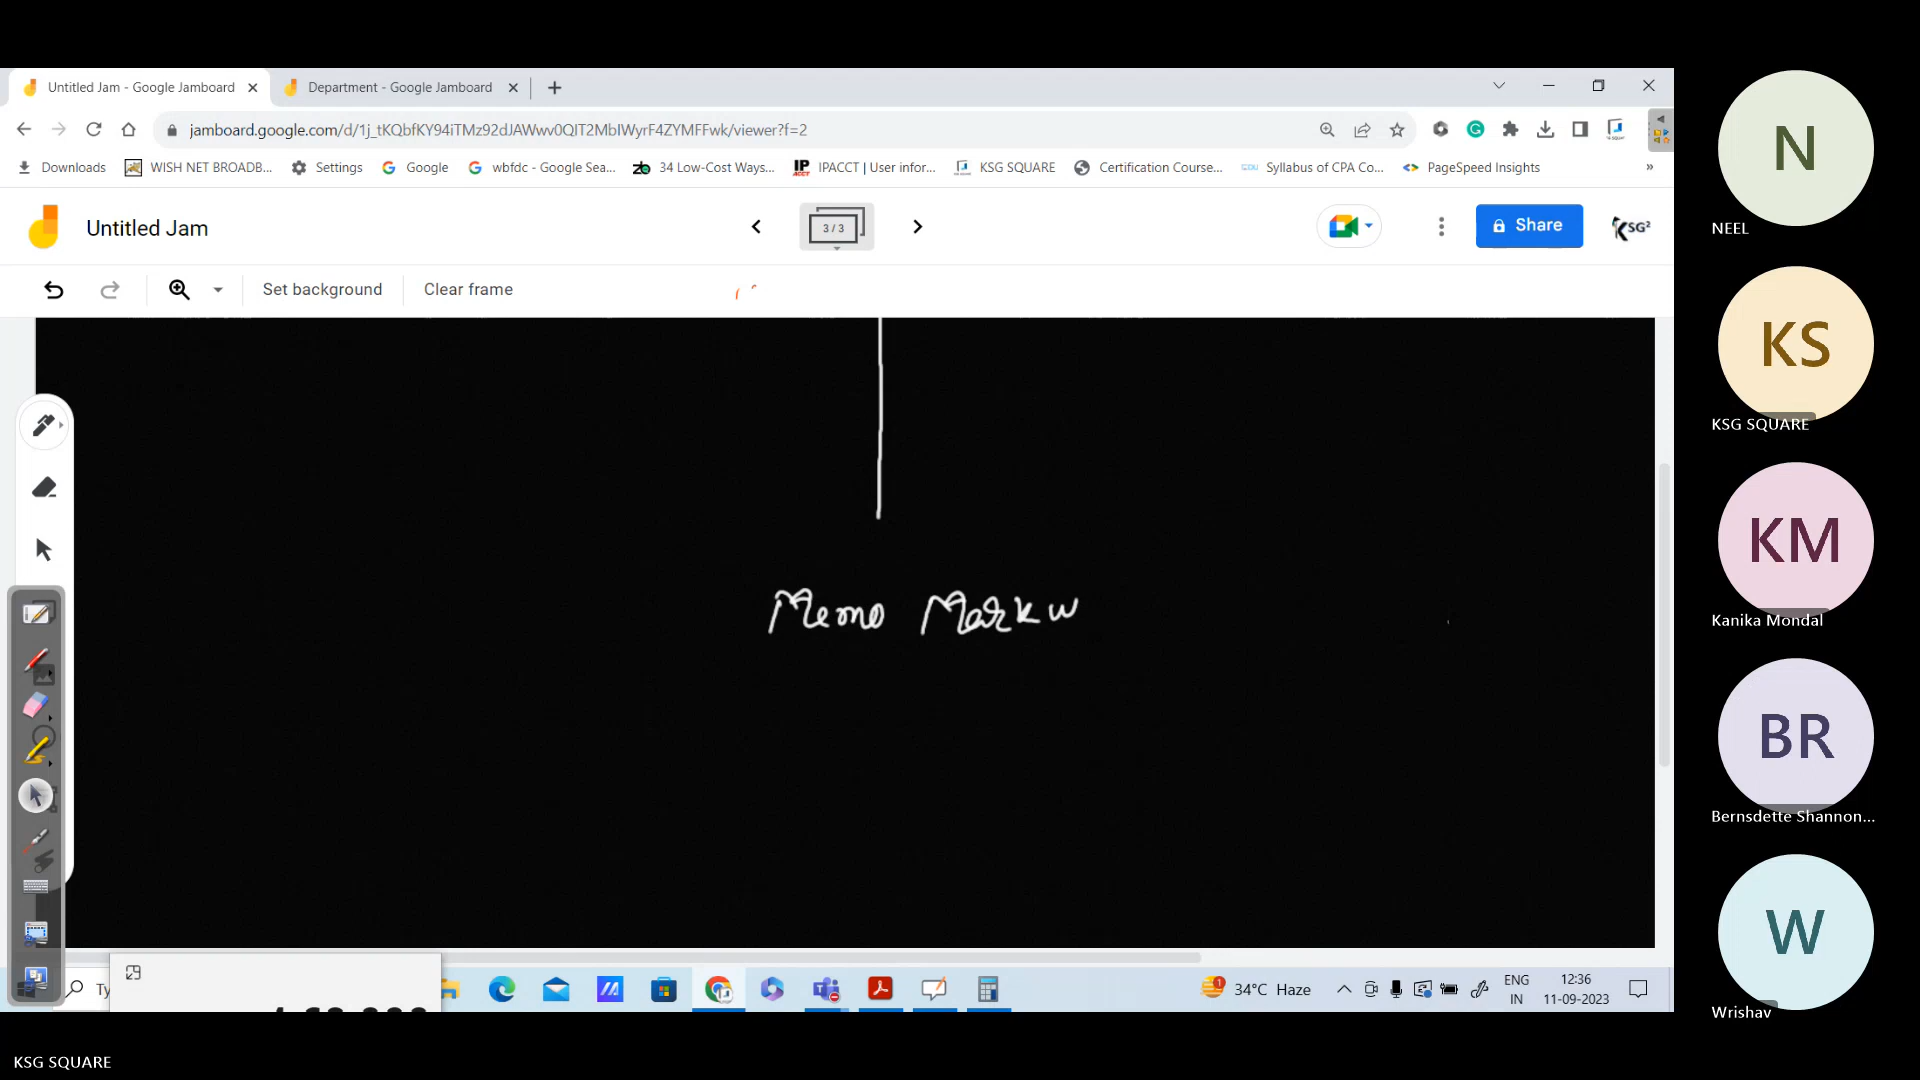 Untitled Jam - Google Jamboard
Department - Google Jamboard
jamboard.google.com/d/1j_tKQbfKY94iTMz92dJAWwv0QIT2MbIWyrF4ZYMFFwk/viewer?f=2
Downloads
WISH NET BROADB...
Settings
Google
wbfdc - Google Sea...
34 Low-Cost Ways...
IPACCT | User infor...
KSG SQUARE
Certification Course...
Syllabus of CPA Co...
PageSpeed Insights
»
Untitled Jam
3 / 3
Share
KSG²
Set background
Clear frame
Memo Mark w
N
NEEL
KS
KSG SQUARE
KM
Kanika Mondal
BR
Bernsdette Shannon...
W
Wrishav
Ty
34°C Haze
ENG
IN
12:36
11-09-2023
KSG SQUARE